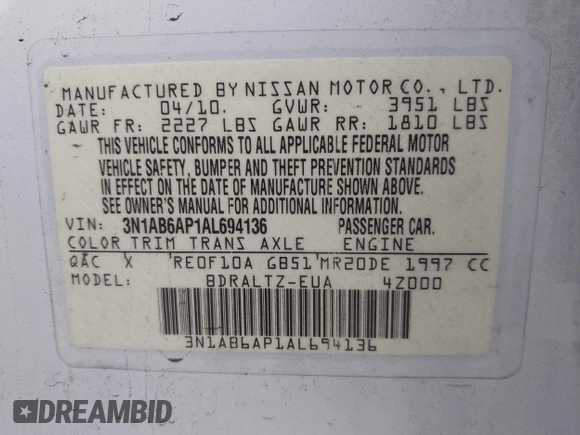 MANUFACTURED BY NISSAN MOTOR CO., LTD.
DATE: 04/10. GVWR: 3951 LBS
GAWR FR: 2227 LBS GAWR RR: 1810 LBS
THIS VEHICLE CONFORMS TO ALL APPLICABLE FEDERAL MOTOR
VEHICLE SAFETY, BUMPER AND THEFT PREVENTION STANDARDS
IN EFFECT ON THE DATE OF MANUFACTURE SHOWN ABOVE.
SEE OWNER'S MANUAL FOR ADDITIONAL INFORMATION.
VIN: 3N1AB6AP1AL694136 PASSENGER CAR.
COLOR TRIM TRANS AXLE ENGINE
QAC X RE0F10A GB51 MR20DE 1997 CC
MODEL: BDRALTZ-EUA 4Z000
3N1AB6AP1AL694136
DREAMBID